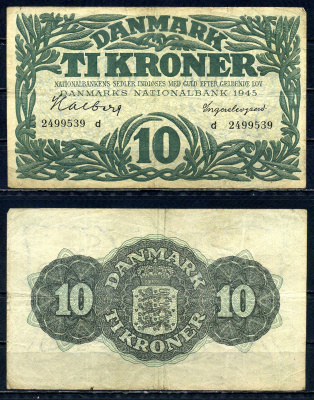 DANMARK
TI KRONER
NATIONALBANKENS SEDLER INDLØSES MED GULD EFTER GÆLDENDE LOV
DANMARKS NATIONALBANK 1945
Halberg
2499539 d
d 2499539
10
DANMARK
10
10
TI KRONER